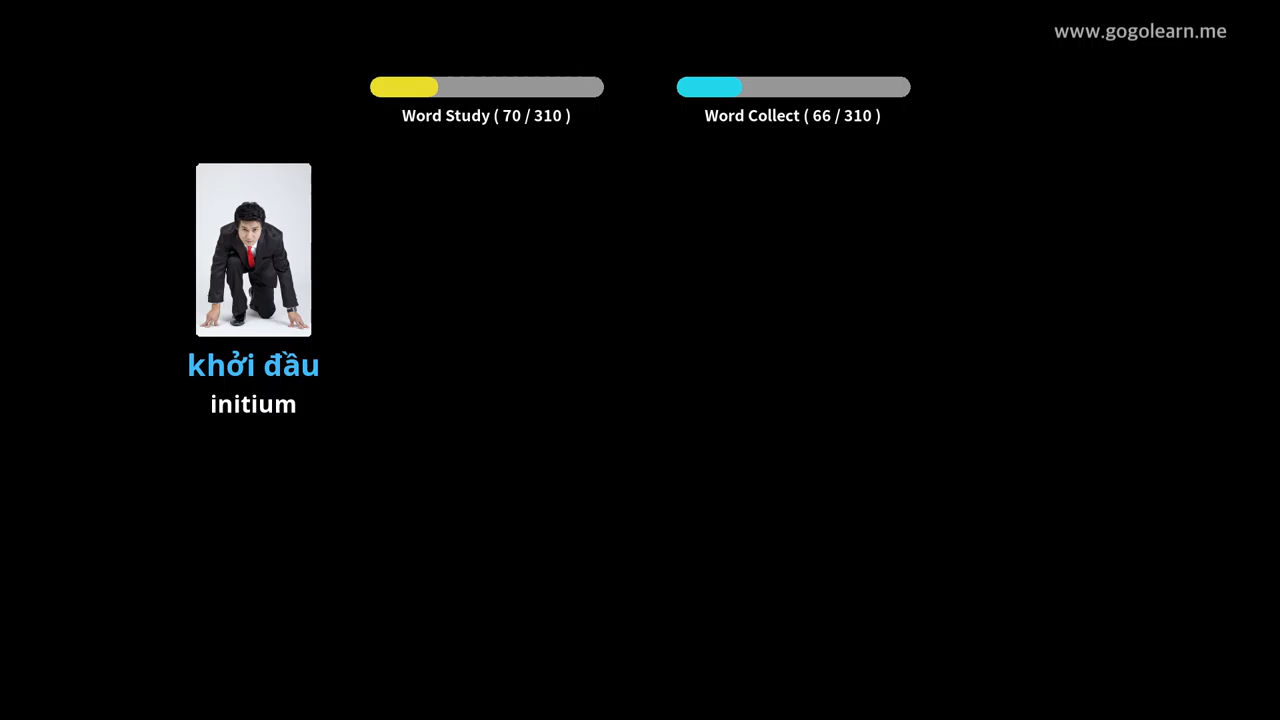 www.gogolearn.me
Word Study ( 70 / 310 )
Word Collect ( 66 / 310 )
khởi đầu
initium